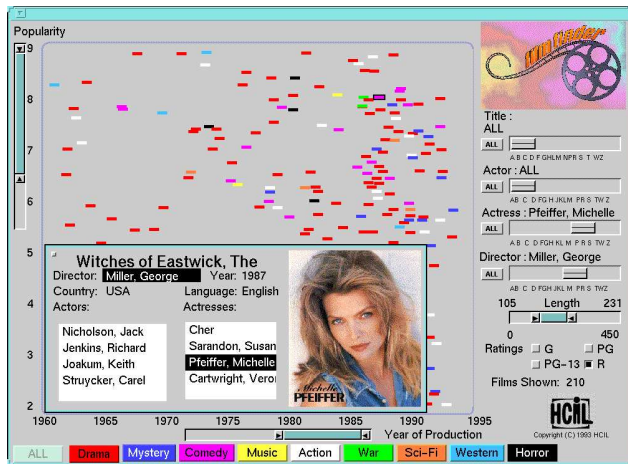 Popularity
9
8
7
6
5
4
3
2
1960
1965
1970
1975
1980
1985
1990
1995
Year of Production
Witches of Eastwick, The
Director: Miller, George Year: 1987
Country: USA Language: English
Actors: Actresses:
Nicholson, Jack
Jenkins, Richard
Joakum, Keith
Struycker, Carel
Cher
Sarandon, Susan
Pfeiffer, Michelle
Cartwright, Vero
Michelle
PFEIFFER
FilmFinder
Title :
ALL
ALL
A B C D F G H L M N P R S T W Z
Actor : ALL
ALL
A B C D F G H J K L M P R S T W Z
Actress : Pfeiffer, Michelle
ALL
A B C D F G H K L M P R S T W Z
Director : Miller, George
ALL
A B C D F G H J K L M P R S T W Z
105 Length 231
0 450
Ratings G PG
PG-13 R
Films Shown: 210
HCIL
Copyright (C) 1993 HCIL
ALL Drama Mystery Comedy Music Action War Sci-Fi Western Horror